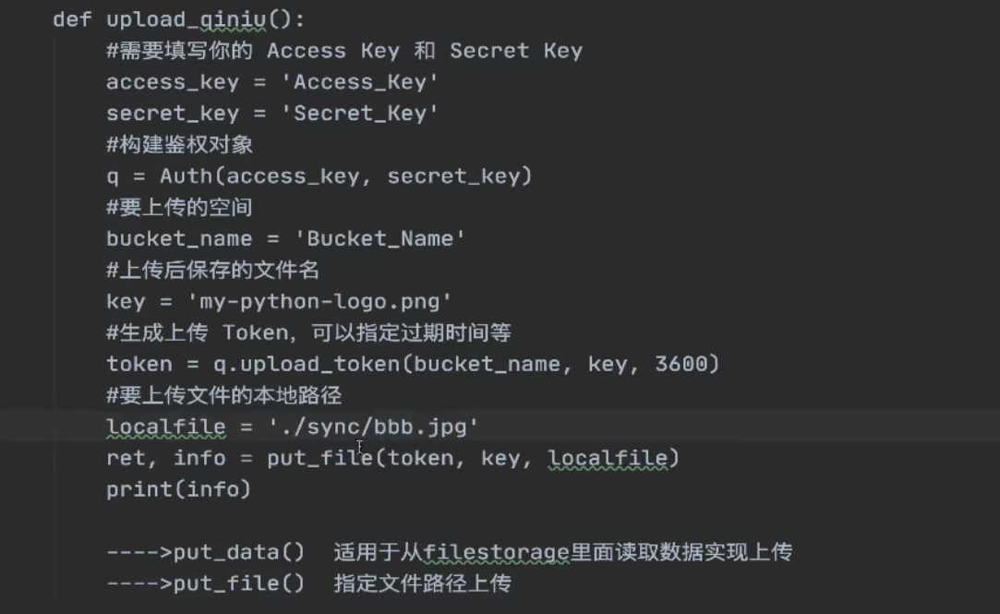 def upload_qiniu():
#需要填写你的 Access Key 和 Secret Key
access_key = 'Access_Key'
secret_key = 'Secret_Key'
#构建鉴权对象
q = Auth(access_key, secret_key)
#要上传的空间
bucket_name = 'Bucket_Name'
#上传后保存的文件名
key = 'my-python-logo.png'
#生成上传 Token, 可以指定过期时间等
token = q.upload_token(bucket_name, key, 3600)
#要上传文件的本地路径
localfile = './sync/bbb.jpg'
ret, info = put_file(token, key, localfile)
print(info)
---->put_data() 适用于从filestorage里面读取数据实现上传
---->put_file() 指定文件路径上传